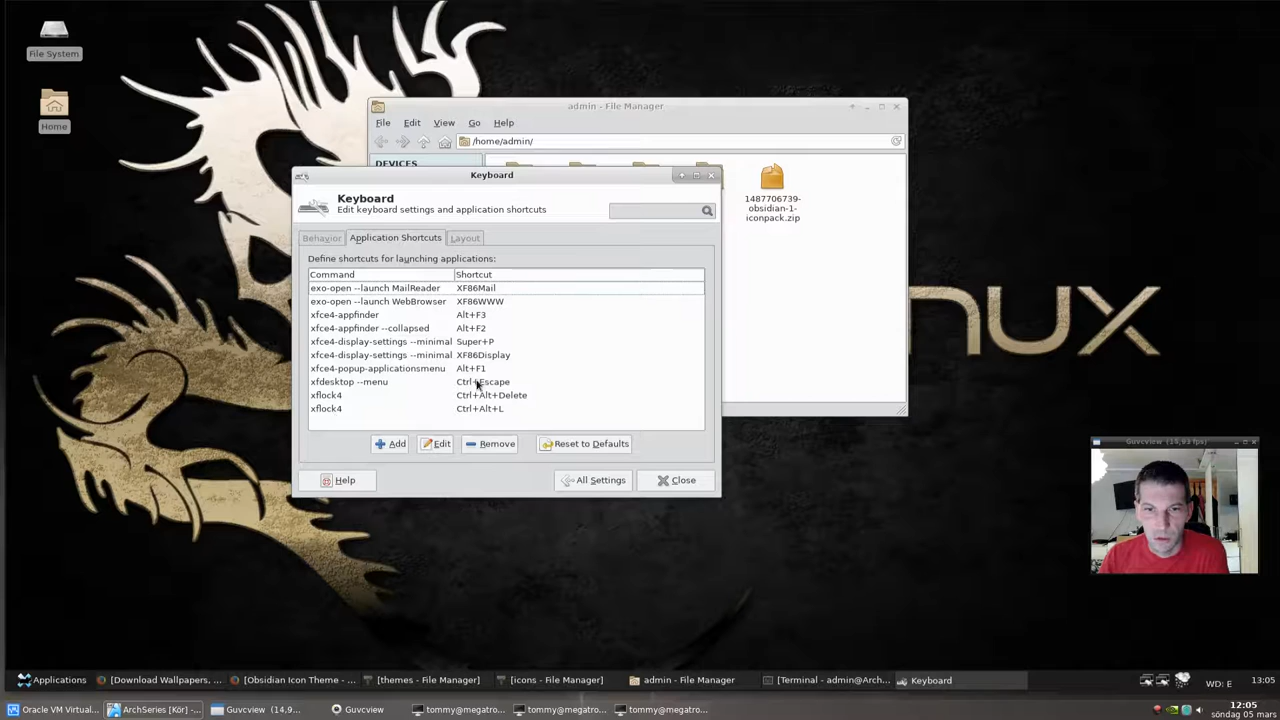 File System
Home
admin - File Manager
File Edit View Go Help
/home/admin/
DEVICES
1487706739-
obsidian-1-
iconpack.zip
Keyboard
Keyboard
Edit keyboard settings and application shortcuts
Behavior Application Shortcuts Layout
Define shortcuts for launching applications:
Command Shortcut
exo-open --launch MailReader XF86Mail
exo-open --launch WebBrowser XF86WWW
xfce4-appfinder Alt+F3
xfce4-appfinder --collapsed Alt+F2
xfce4-display-settings --minimal Super+P
xfce4-display-settings --minimal XF86Display
xfce4-popup-applicationsmenu Alt+F1
xfdesktop --menu Ctrl+Escape
xflock4 Ctrl+Alt+Delete
xflock4 Ctrl+Alt+L
Add Edit Remove Reset to Defaults
Help All Settings Close
NUX
Guvcview (15,93 fps)
Applications [Download Wallpapers, ... [Obsidian Icon Theme - ... [themes - File Manager] [icons - File Manager] admin - File Manager [Terminal - admin@Arch... Keyboard WD: E 13:05
Oracle VM Virtual... ArchSeries [Kör] -... Guvcview (14,9... Guvcview tommy@megatro... tommy@megatro... tommy@megatro... 12:05
söndag 05 mars